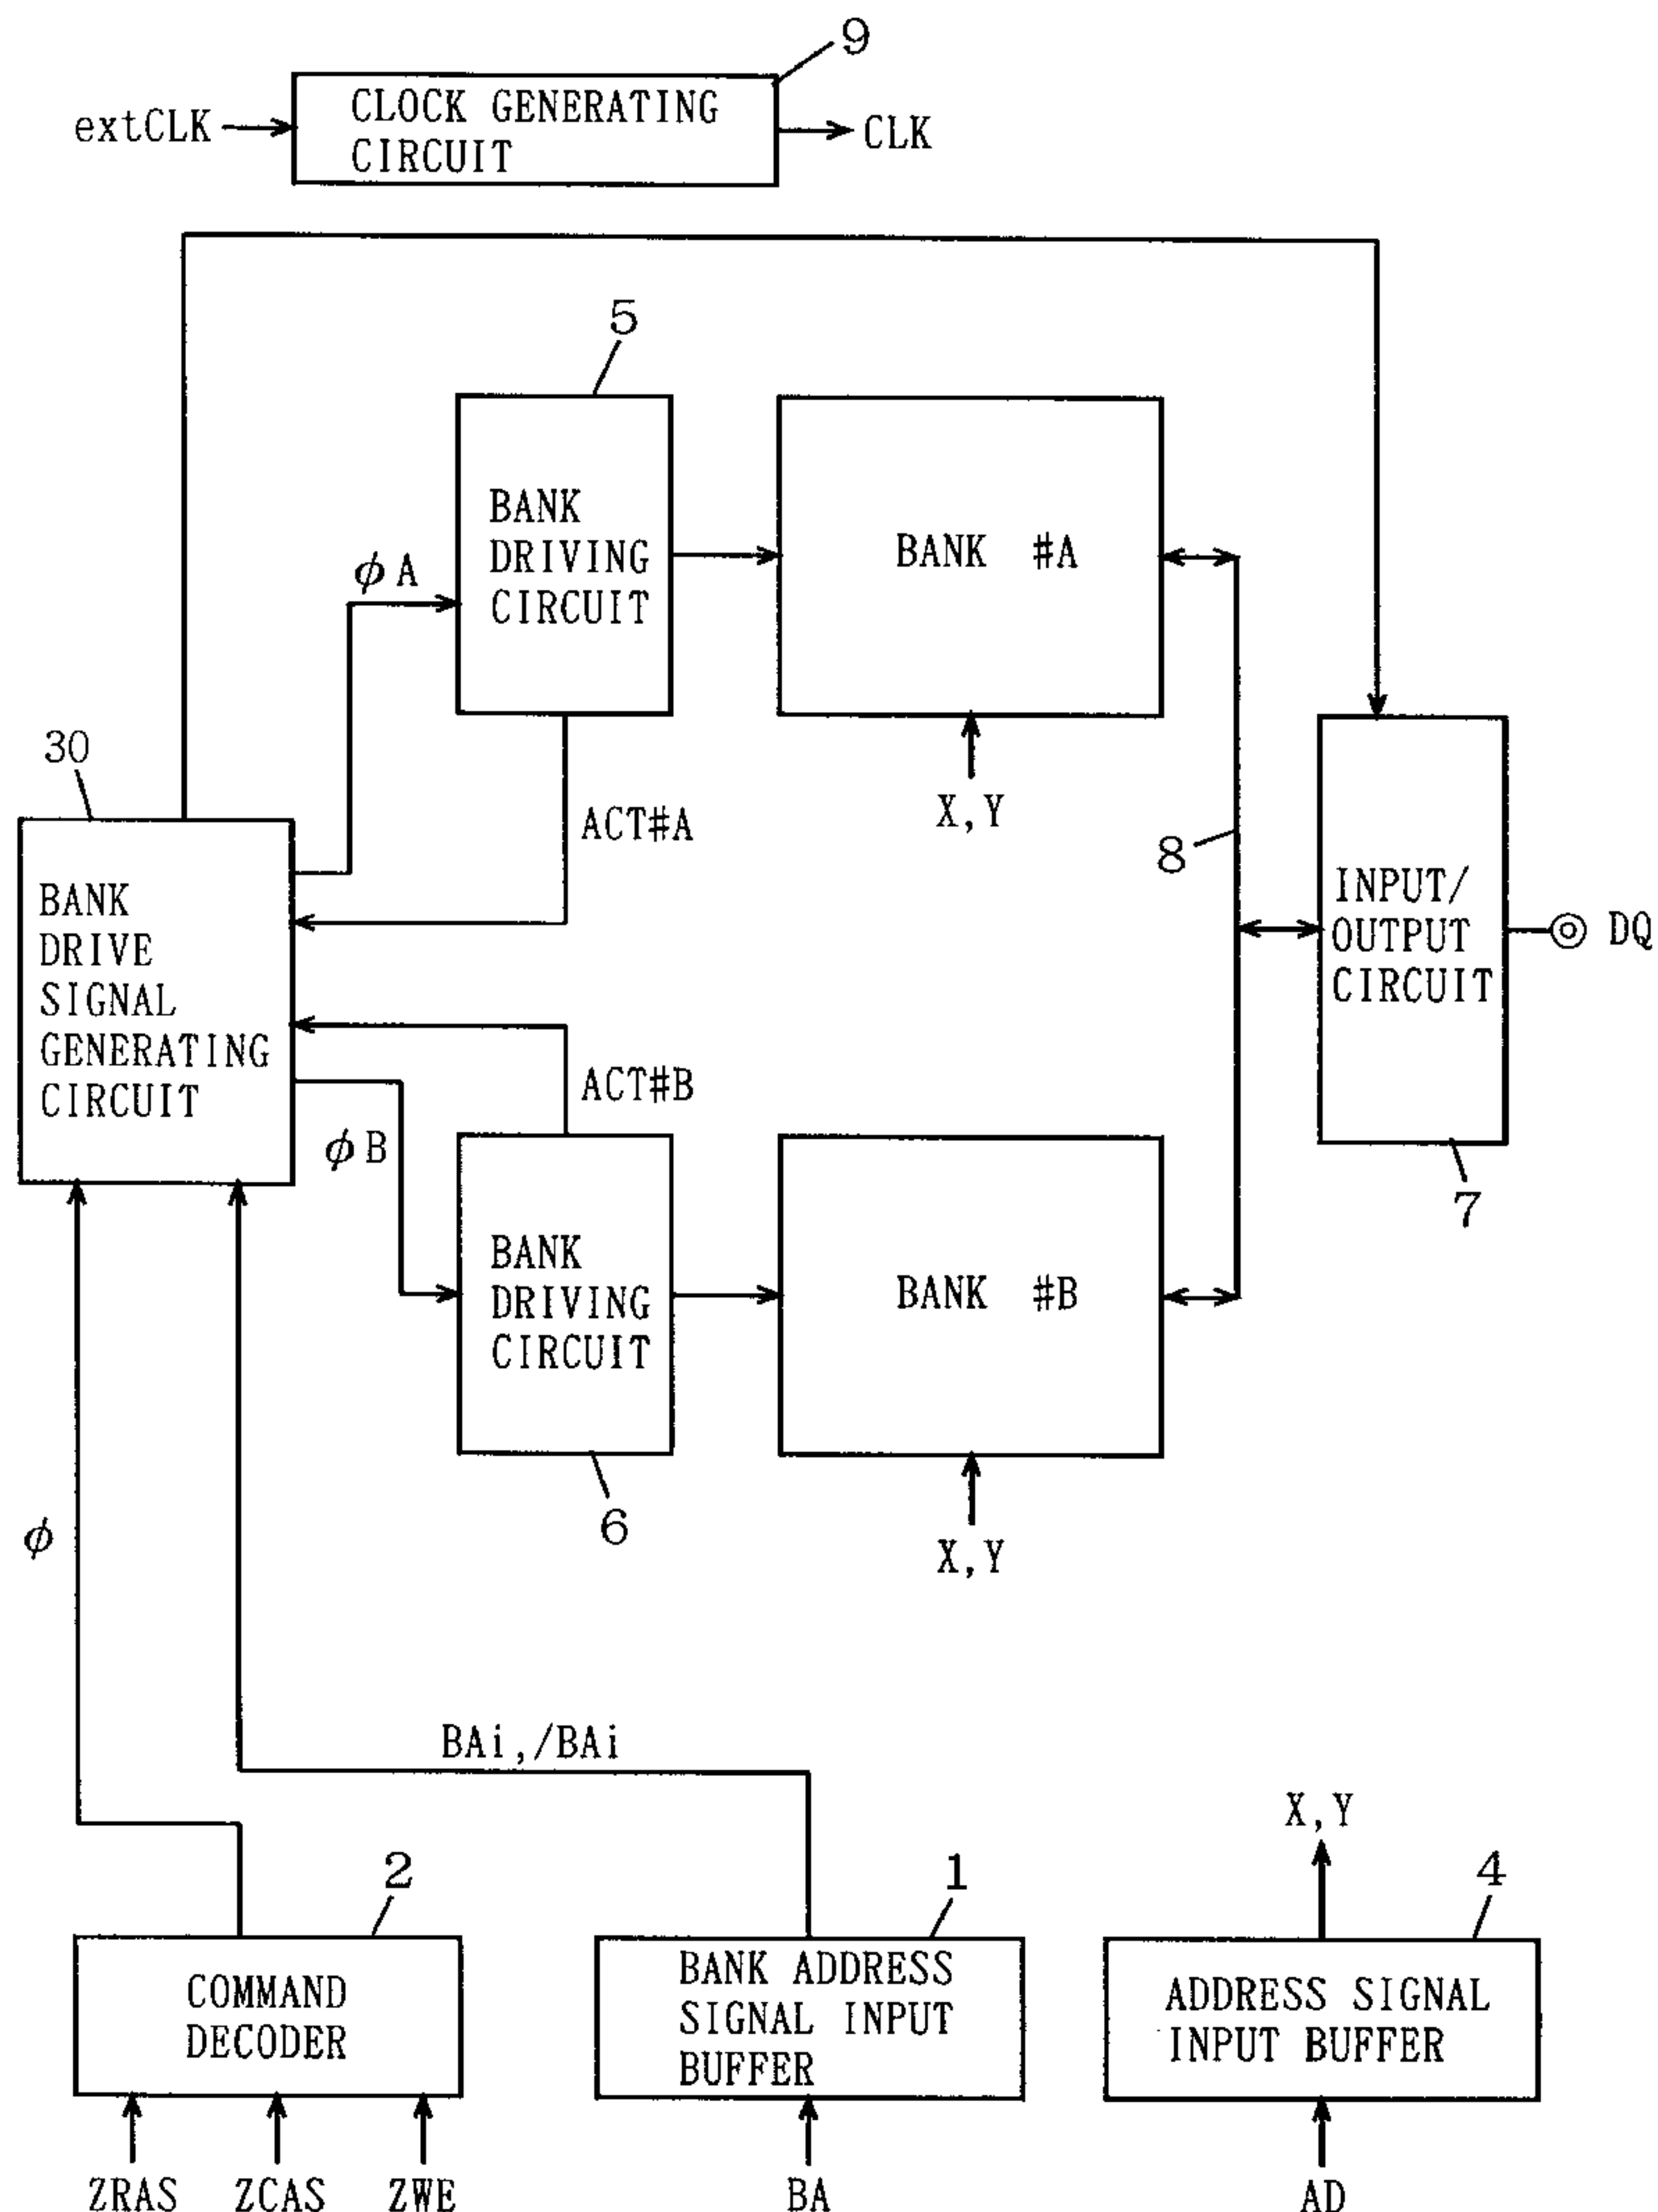 9
extCLK
CLOCK GENERATING
CIRCUIT
CLK
5
BANK
DRIVING
CIRCUIT
BANK #A
φA
30
ACT#A
X,Y
8
BANK
DRIVE
SIGNAL
GENERATING
CIRCUIT
INPUT/
OUTPUT
CIRCUIT
DQ
ACT#B
φB
7
BANK
DRIVING
CIRCUIT
BANK #B
6
φ
X,Y
BAi,/BAi
X,Y
2
1
4
COMMAND
DECODER
BANK ADDRESS
SIGNAL INPUT
BUFFER
ADDRESS SIGNAL
INPUT BUFFER
ZRAS
ZCAS
ZWE
BA
AD